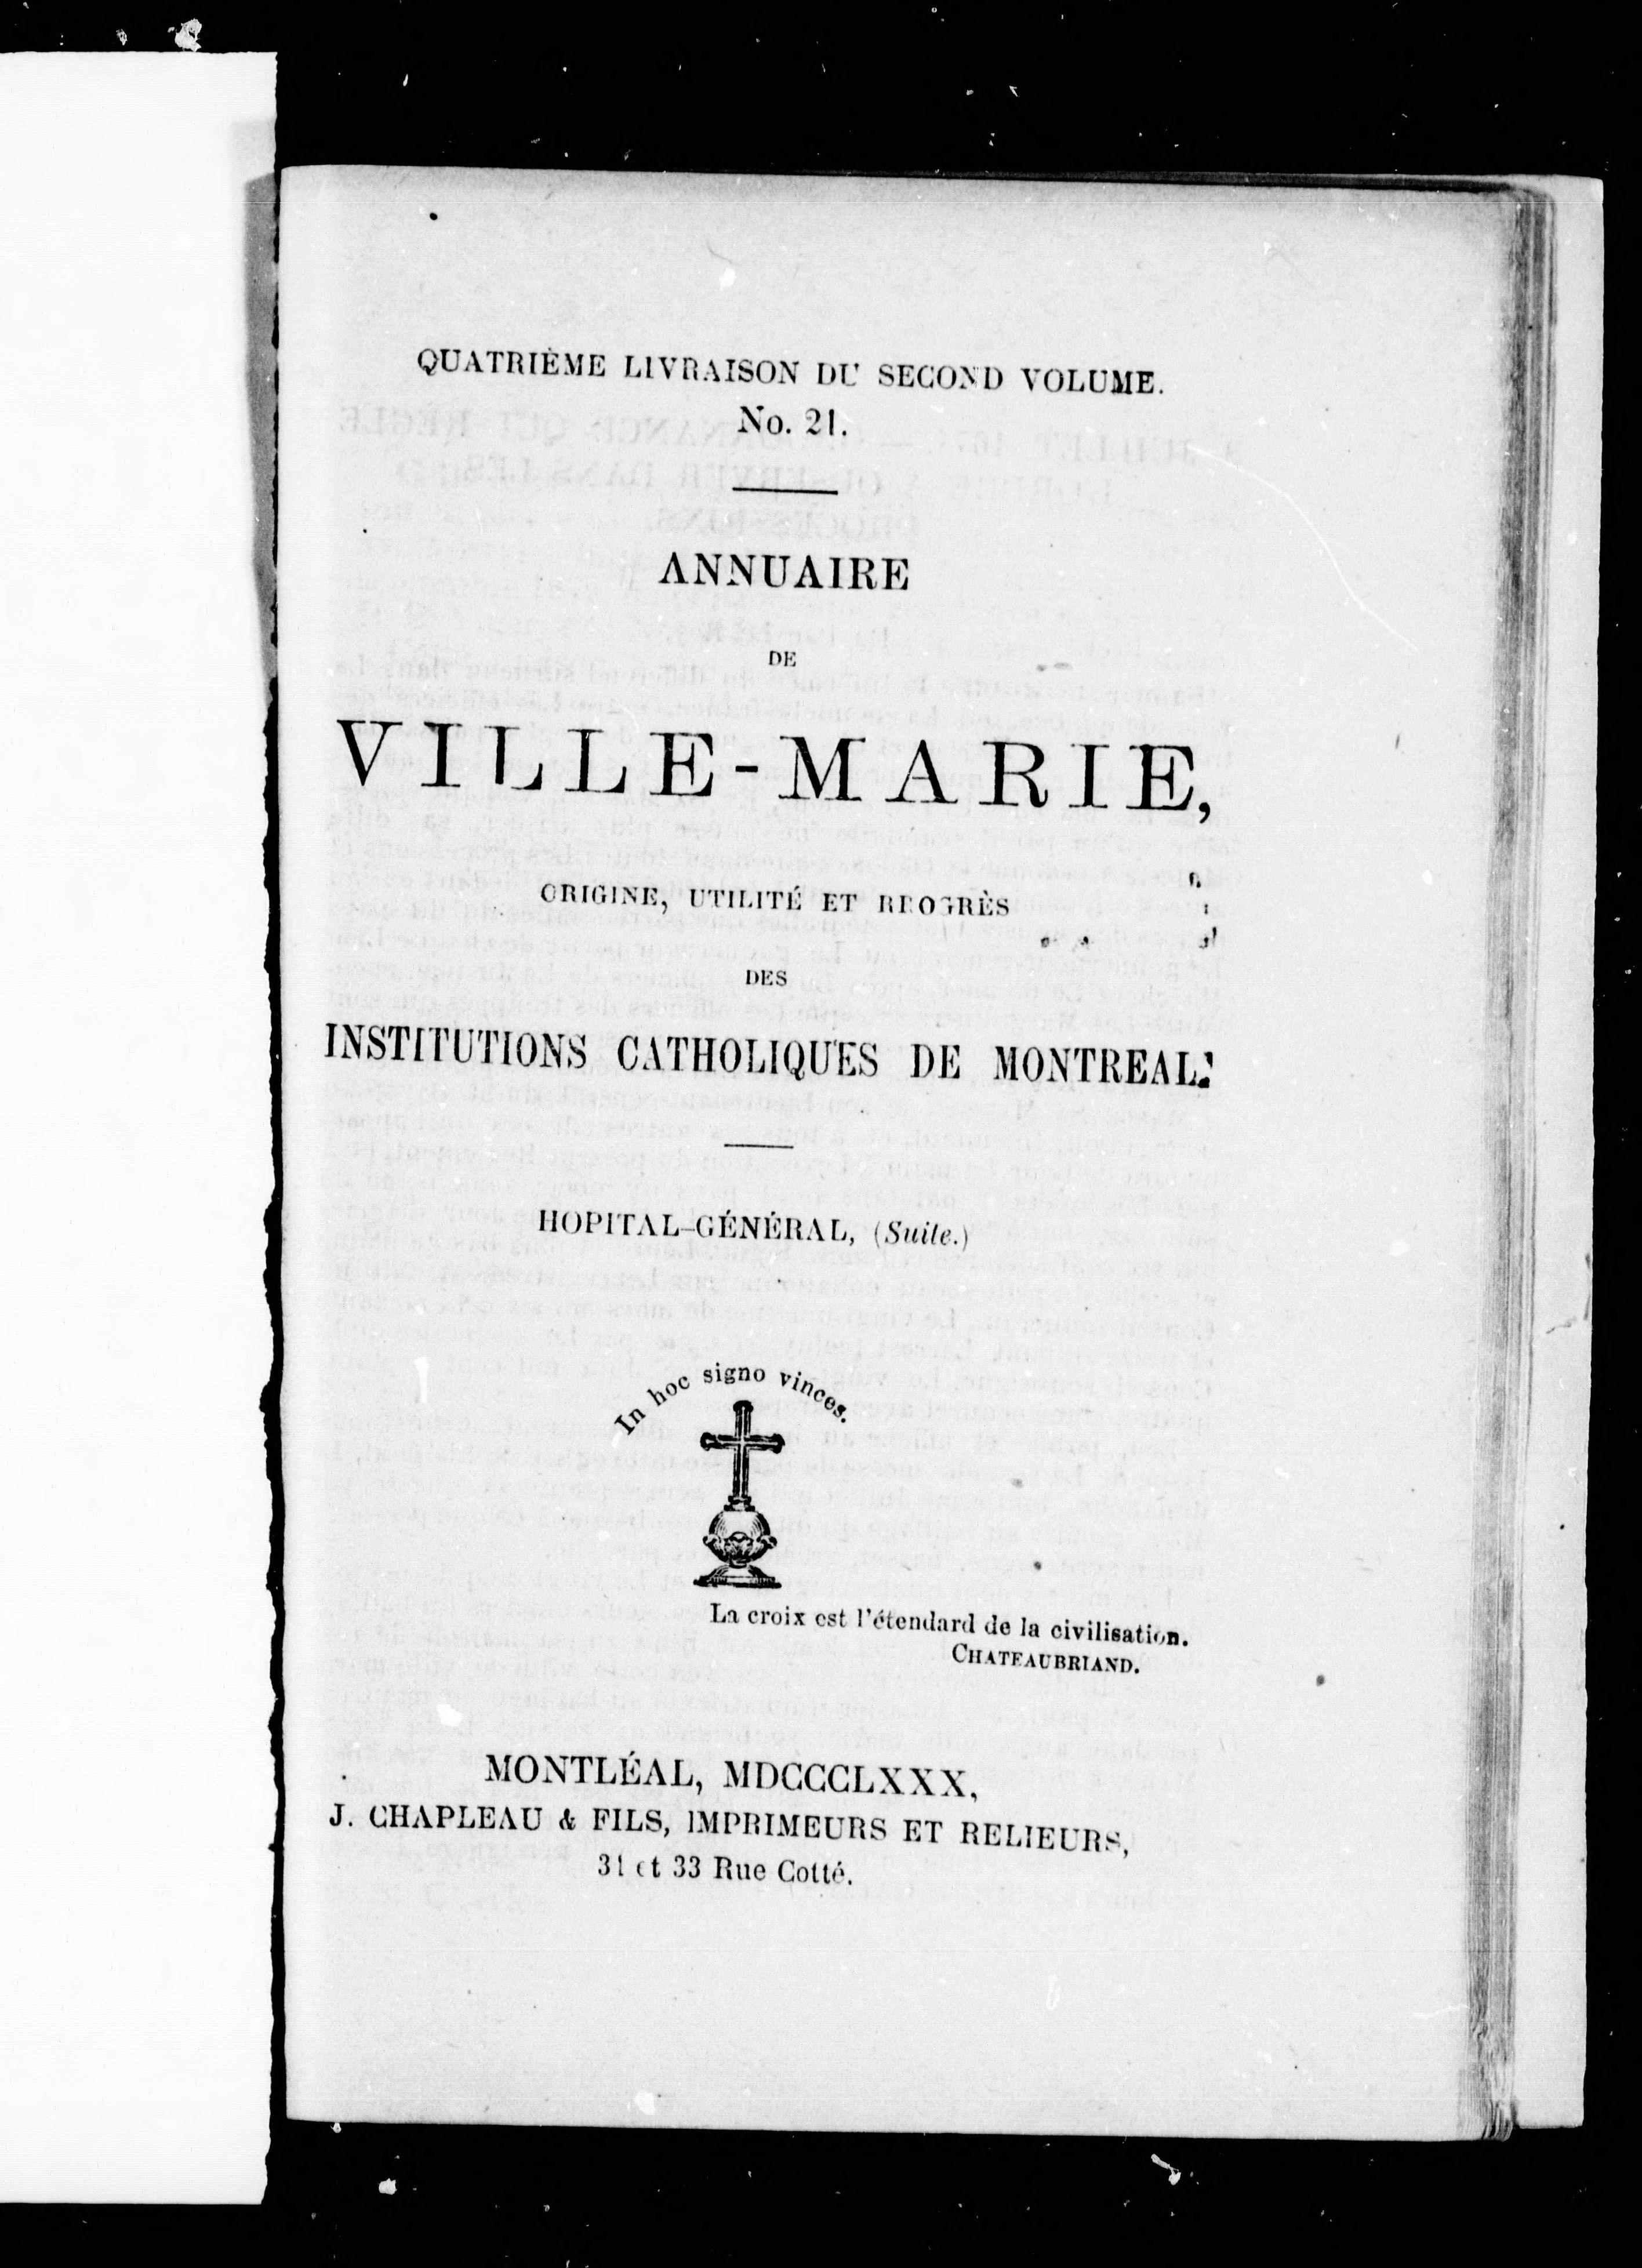 QUATRIÈME LIVRAISON DU SECOND VOLUME.
No. 21.
ANNUAIRE
DE
VILLE-MARIE,
ORIGINE, UTILITÉ ET PROGRÈS
DES
INSTITUTIONS CATHOLIQUES DE MONTREAL.
HOPITAL-GÉNÉRAL, (Suite.)
In hoc signo vinces.
La croix est l'étendard de la civilisation.
CHATEAUBRIAND.
MONTLÉAL, MDCCCLXXX,
J. CHAPLEAU & FILS, IMPRIMEURS ET RELIEURS,
31 et 33 Rue Cotté.